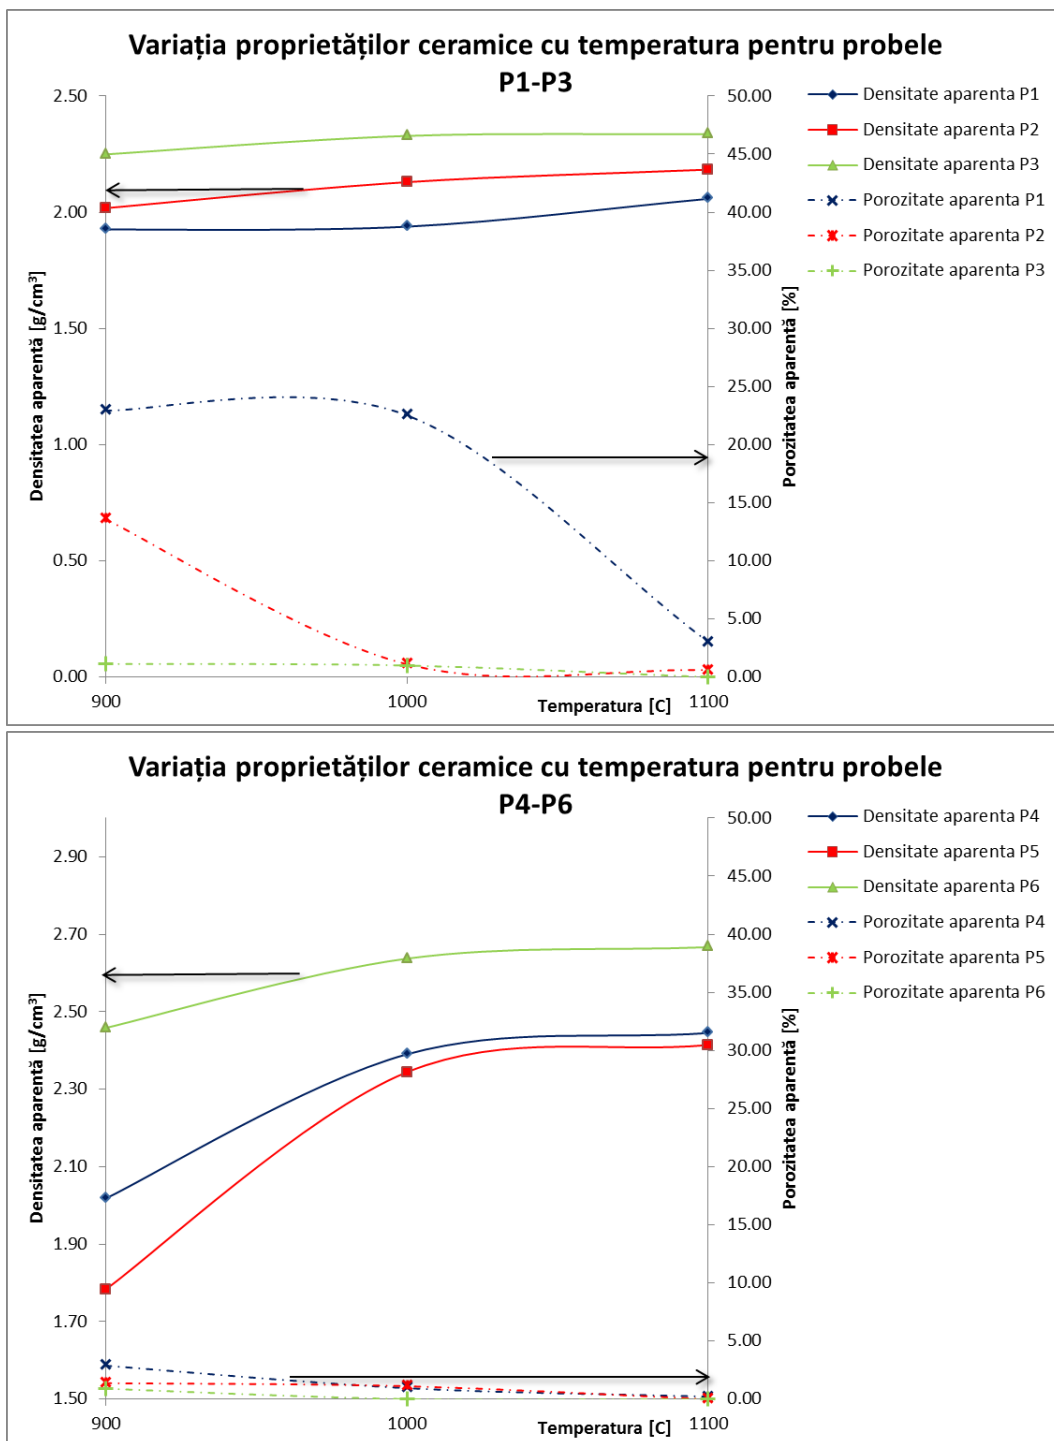 Variația proprietăților ceramice cu temperatura pentru probele
P1-P3
2.50
2.00
1.50
1.00
0.50
0.00
Densitatea aparentă [g/cm³]
900
1000
1100
Temperatura [C]
50.00
45.00
40.00
35.00
30.00
25.00
20.00
15.00
10.00
5.00
0.00
Porozitatea aparentă [%]
Densitate aparenta P1
Densitate aparenta P2
Densitate aparenta P3
Porozitate aparenta P1
Porozitate aparenta P2
Porozitate aparenta P3
Variația proprietăților ceramice cu temperatura pentru probele
P4-P6
2.90
2.70
2.50
2.30
2.10
1.90
1.70
1.50
Densitatea aparentă [g/cm³]
900
1000
1100
Temperatura [C]
50.00
45.00
40.00
35.00
30.00
25.00
20.00
15.00
10.00
5.00
0.00
Porozitatea aparentă [%]
Densitate aparenta P4
Densitate aparenta P5
Densitate aparenta P6
Porozitate aparenta P4
Porozitate aparenta P5
Porozitate aparenta P6